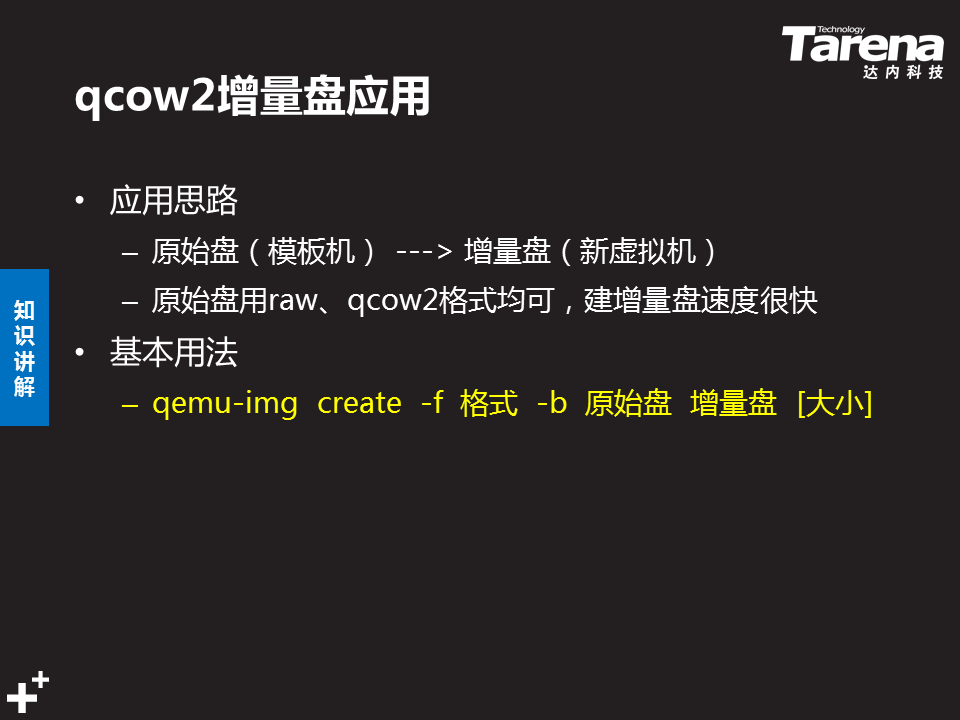 Technology
Tarena
达内科技
qcow2增量盘应用
• 应用思路
– 原始盘（模板机） ---> 增量盘（新虚拟机）
– 原始盘用raw、qcow2格式均可，建增量盘速度很快
• 基本用法
– qemu-img create -f 格式 -b 原始盘 增量盘 [大小]
知
识
讲
解